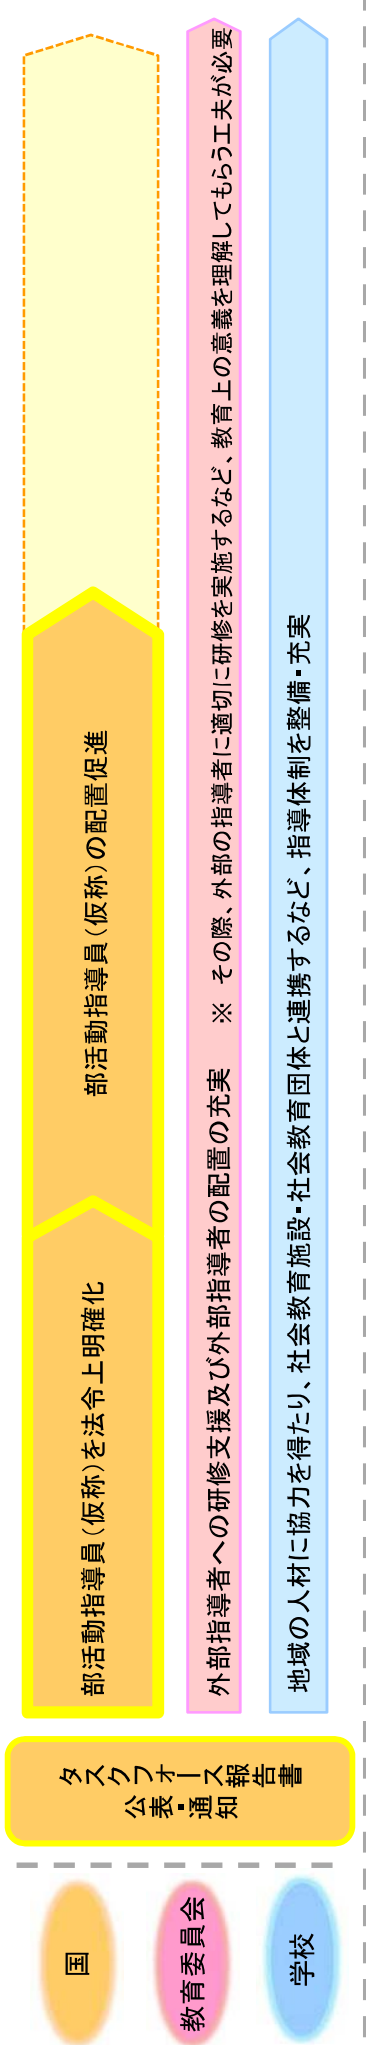 国
教育委員会
学校
タスクフォース報告書
公表・通知
部活動指導員（仮称）を法令上明確化
部活動指導員（仮称）の配置促進
外部指導者への研修支援及び外部指導者の配置の充実　※　その際、外部の指導者に適切に研修を実施するなど、教育上の意義を理解してもらう工夫が必要
地域の人材に協力を得たり、社会教育施設・社会教育団体と連携するなど、指導体制を整備・充実